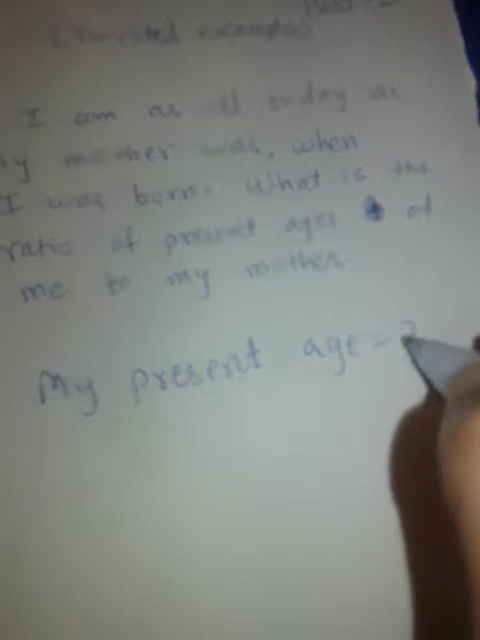 I am as old today as
my mother was, when
I was born. What is the
ratio of present ages of
me to my mother.
My present age = ?